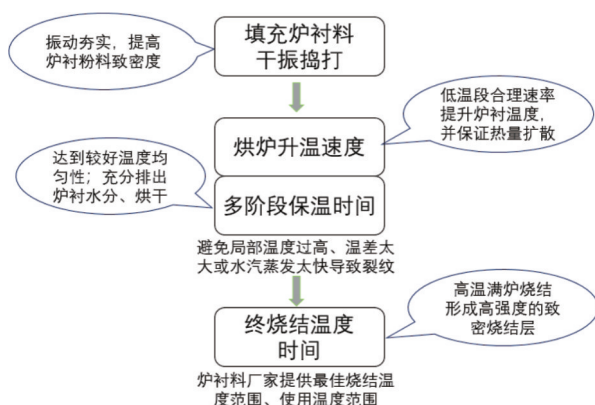 振动夯实，提高
炉衬粉料致密度
填充炉衬料
干振捣打
低温段合理速率
提升炉衬温度，
并保证热量扩散
烘炉升温速度
达到较好温度均
匀性；充分排出
炉衬水分、烘干
多阶段保温时间
避免局部温度过高、温差太
大或水汽蒸发太快导致裂纹
高温满炉烧结
形成高强度的致
密烧结层
终烧结温度
时间
炉衬料厂家提供最佳烧结温
度范围、使用温度范围